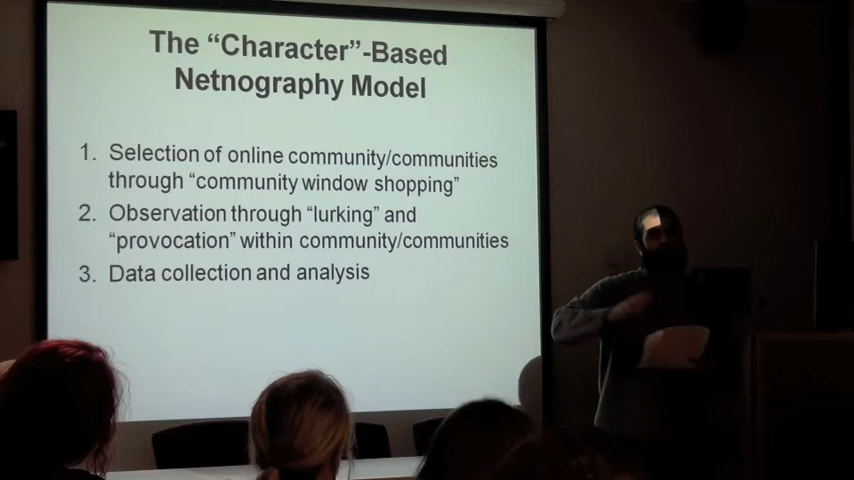 The “Character”-Based
Netnography Model
1. Selection of online community/communities
through “community window shopping”
2. Observation through “lurking” and
“provocation” within community/communities
3. Data collection and analysis